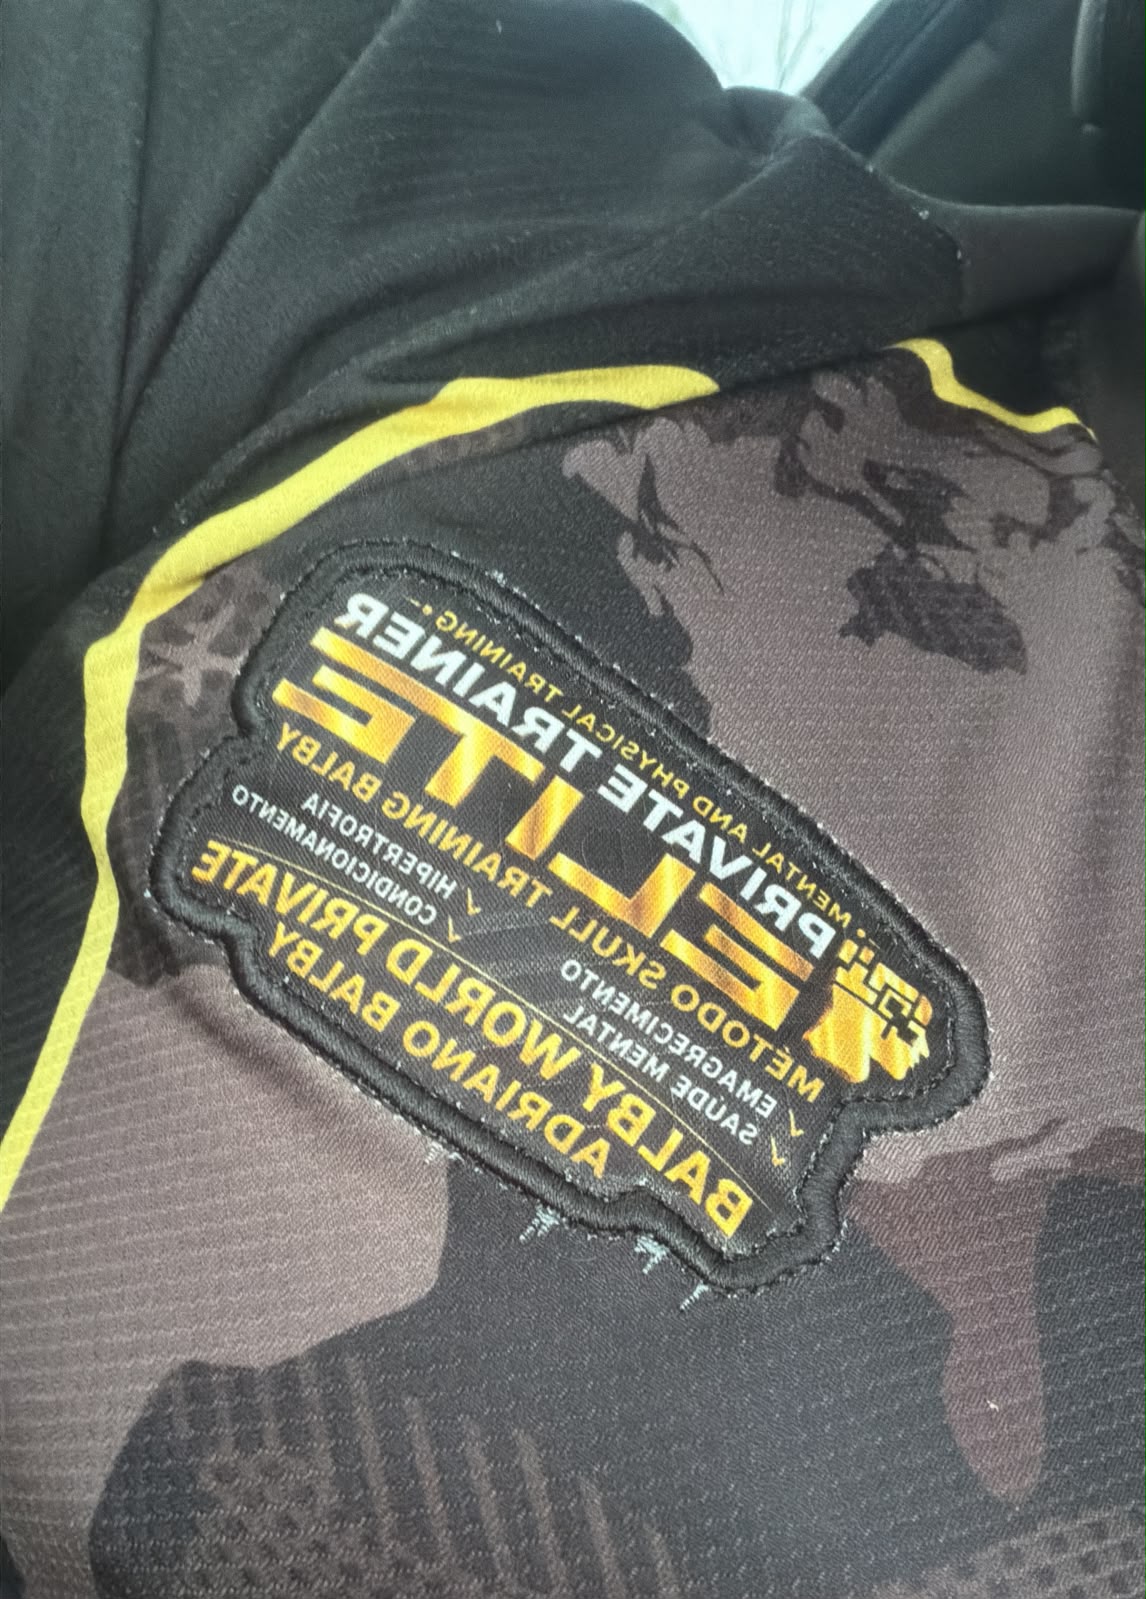 "MENTAL AND PHYSICAL TRAINING"
PRIVATE TRAINER
ELITE
MÉTODO SKULL TRAINING BALBY
✓ EMAGRECIMENTO ✓ HIPERTROFIA
✓ SAÚDE MENTAL ✓ CONDICIONAMENTO
BALBY WORLD PRIVATE
ADRIANO BALBY BALBY